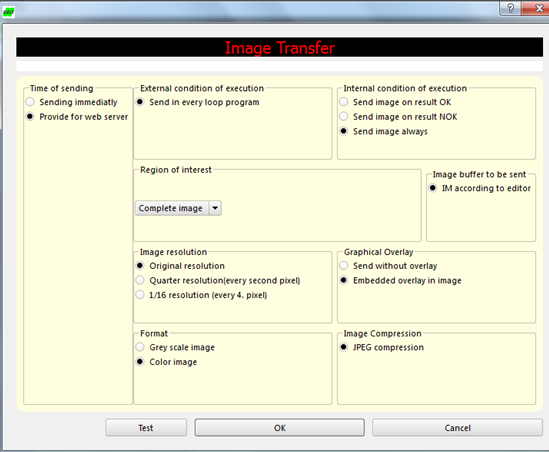 Image Transfer
Time of sending
Sending immediatly
Provide for web server
External condition of execution
Send in every loop program
Internal condition of execution
Send image on result OK
Send image on result NOK
Send image always
Region of interest
Complete image
Image buffer to be sent
IM according to editor
Image resolution
Original resolution
Quarter resolution(every second pixel)
1/16 resolution (every 4. pixel)
Graphical Overlay
Send without overlay
Embedded overlay in image
Format
Grey scale image
Color image
Image Compression
JPEG compression
Test
OK
Cancel